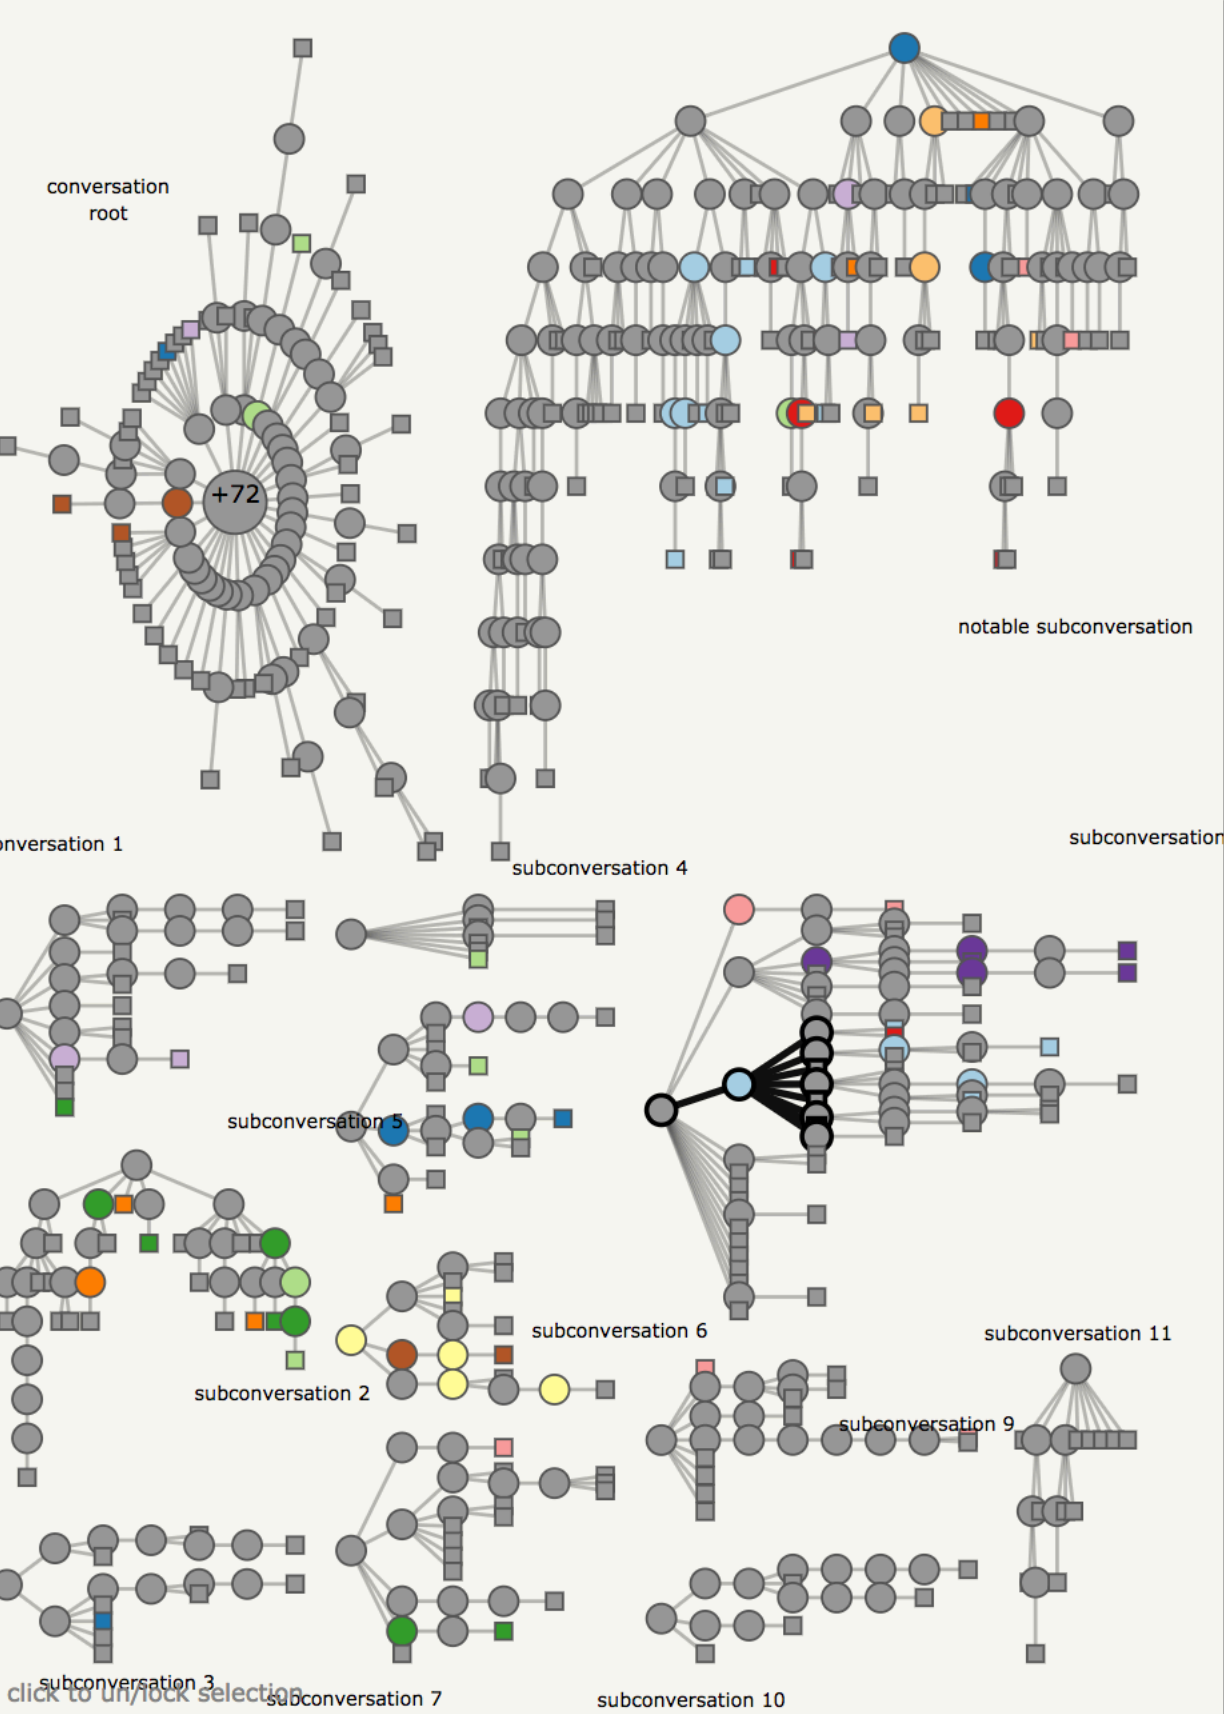 conversation
root
+72
notable subconversation
onversation 1
subconversation
subconversation 4
subconversation 5
subconversation 6
subconversation 11
subconversation 2
subconversation 9
subconversation 3
click to un/lock selection
subconversation 7
subconversation 10